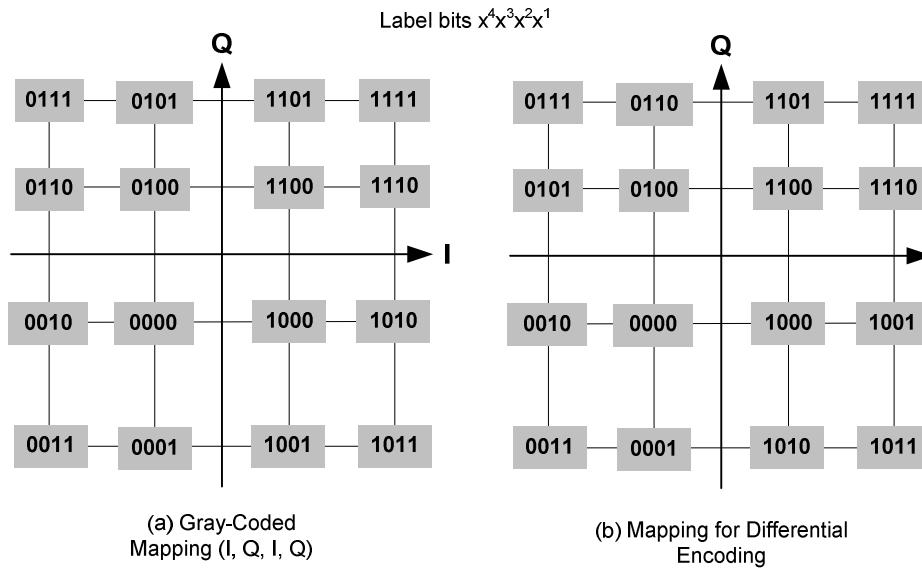 Label bits x⁴x³x²x¹
Q
0111 0101 1101 1111
0110 0100 1100 1110
I
0010 0000 1000 1010
0011 0001 1001 1011
(a) Gray-Coded
Mapping (I, Q, I, Q)
Q
0111 0110 1101 1111
0101 0100 1100 1110
0010 0000 1000 1001
0011 0001 1010 1011
(b) Mapping for Differential
Encoding